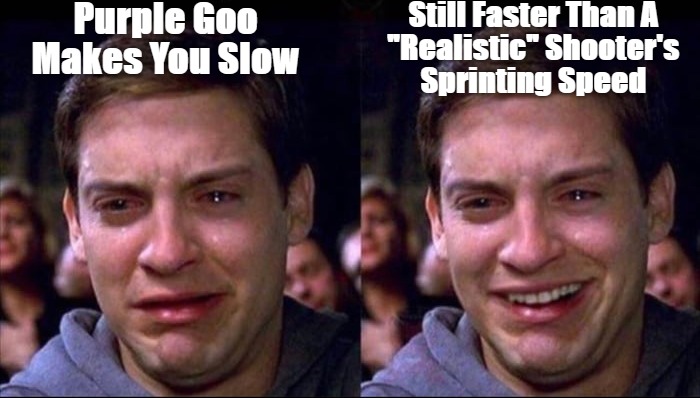 Purple Goo
Makes You Slow
Still Faster Than A
"Realistic" Shooter's
Sprinting Speed